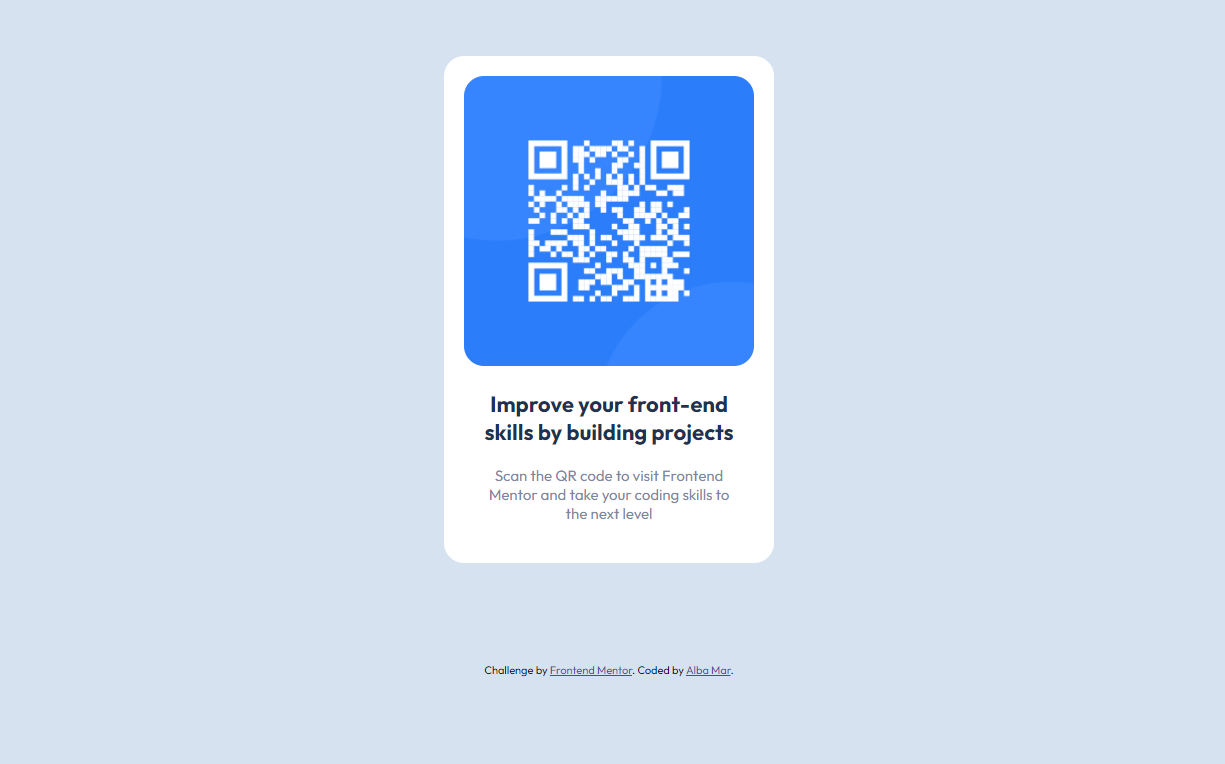 Improve your front-end
skills by building projects
Scan the QR code to visit Frontend
Mentor and take your coding skills to
the next level
Challenge by Frontend Mentor. Coded by Alba Mar.